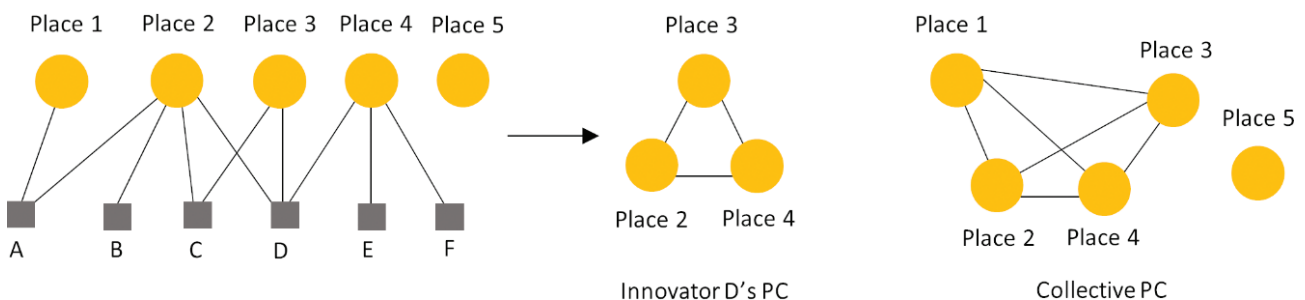 Place 1
Place 2
Place 3
Place 4
Place 5
A
B
C
D
E
F
Place 3
Place 2
Place 4
Innovator D's PC
Place 1
Place 3
Place 5
Place 2
Place 4
Collective PC